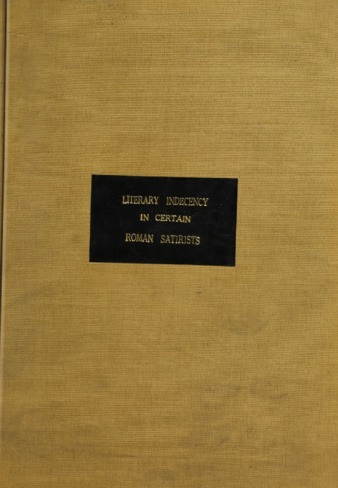 LITERARY INDECENCY
IN CERTAIN
ROMAN SATIRISTS